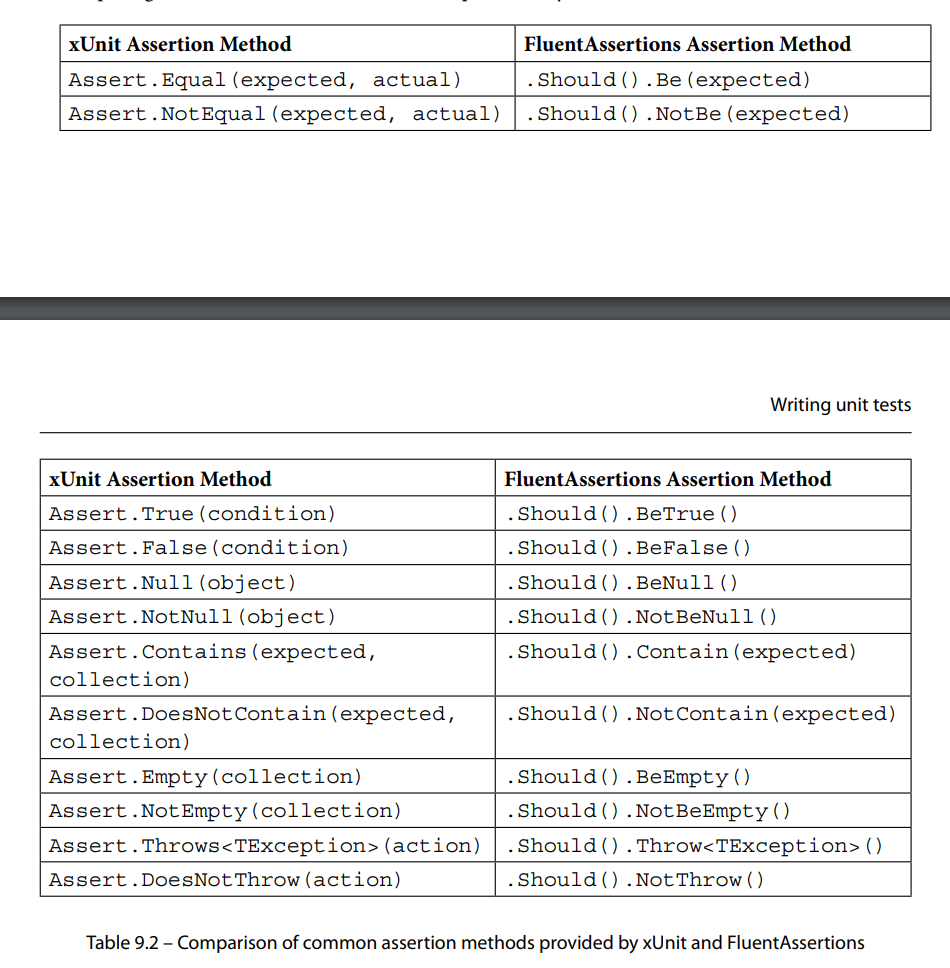 xUnit Assertion Method FluentAssertions Assertion Method
Assert.Equal(expected, actual) .Should().Be(expected)
Assert.NotEqual(expected, actual) .Should().NotBe(expected)
Writing unit tests
xUnit Assertion Method FluentAssertions Assertion Method
Assert.True(condition) .Should().BeTrue()
Assert.False(condition) .Should().BeFalse()
Assert.Null(object) .Should().BeNull()
Assert.NotNull(object) .Should().NotBeNull()
Assert.Contains(expected, .Should().Contain(expected)
collection)
Assert.DoesNotContain(expected, .Should().NotContain(expected)
collection)
Assert.Empty(collection) .Should().BeEmpty()
Assert.NotEmpty(collection) .Should().NotBeEmpty()
Assert.Throws<TException>(action) .Should().Throw<TException>()
Assert.DoesNotThrow(action) .Should().NotThrow()
Table 9.2 – Comparison of common assertion methods provided by xUnit and FluentAssertions